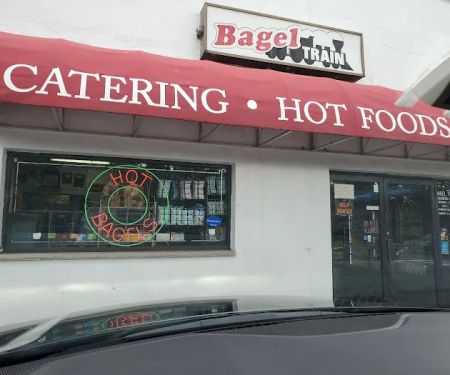 Bagel
TRAIN
CATERING • HOT FOODS
HOT
BAGELS